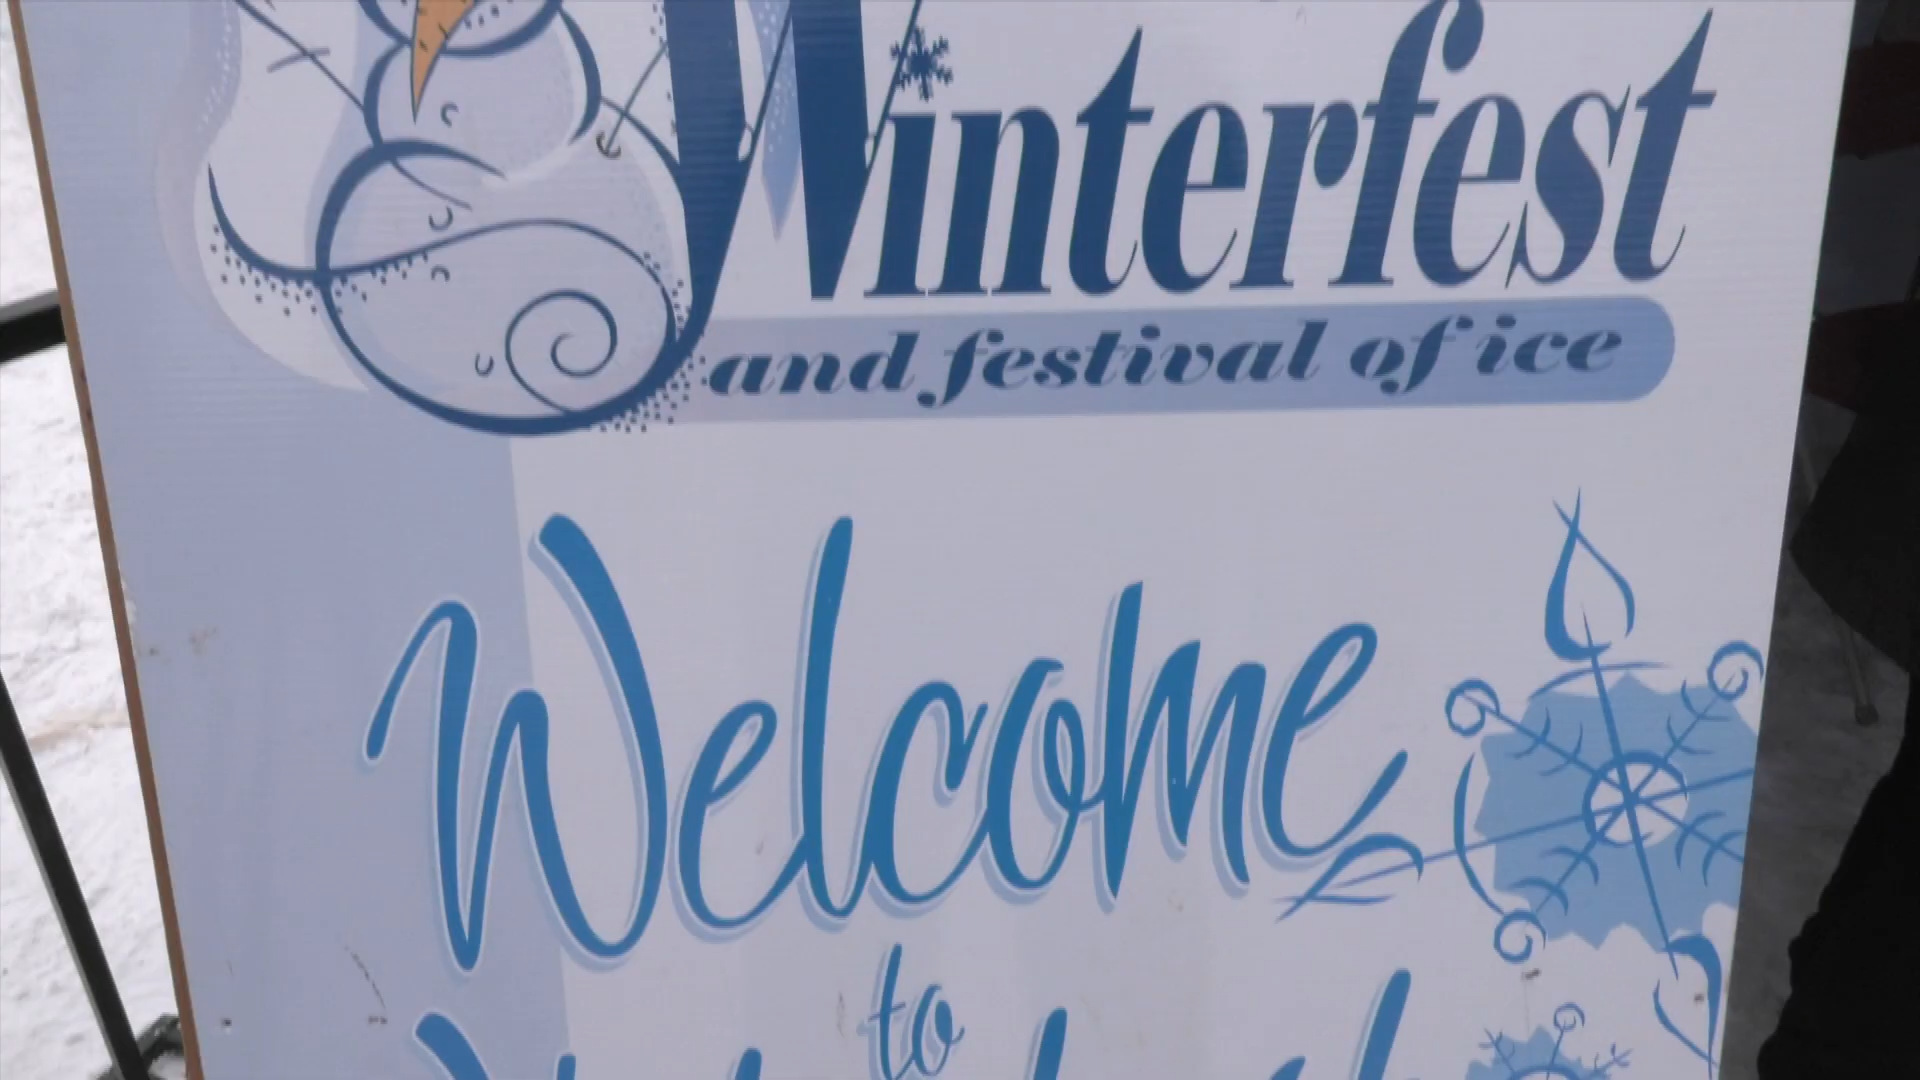 Winterfest
and festival of ice
Welcome
to